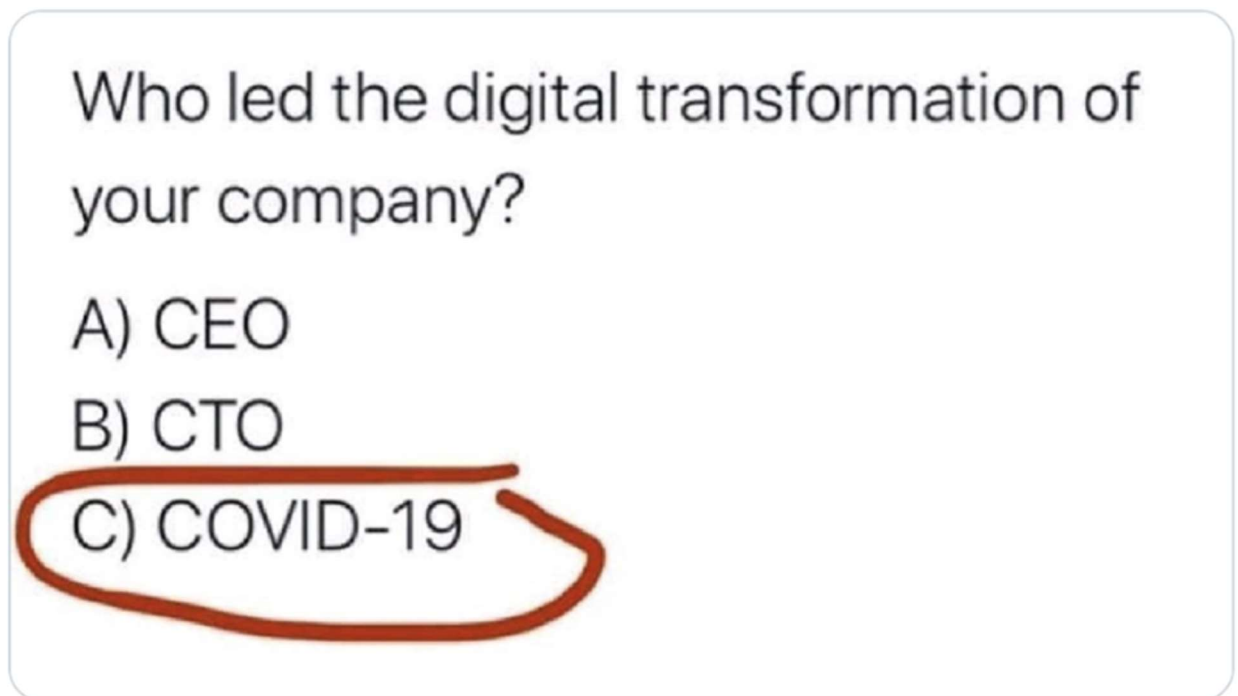 Who led the digital transformation of
your company?
A) CEO
B) CTO
C) COVID-19